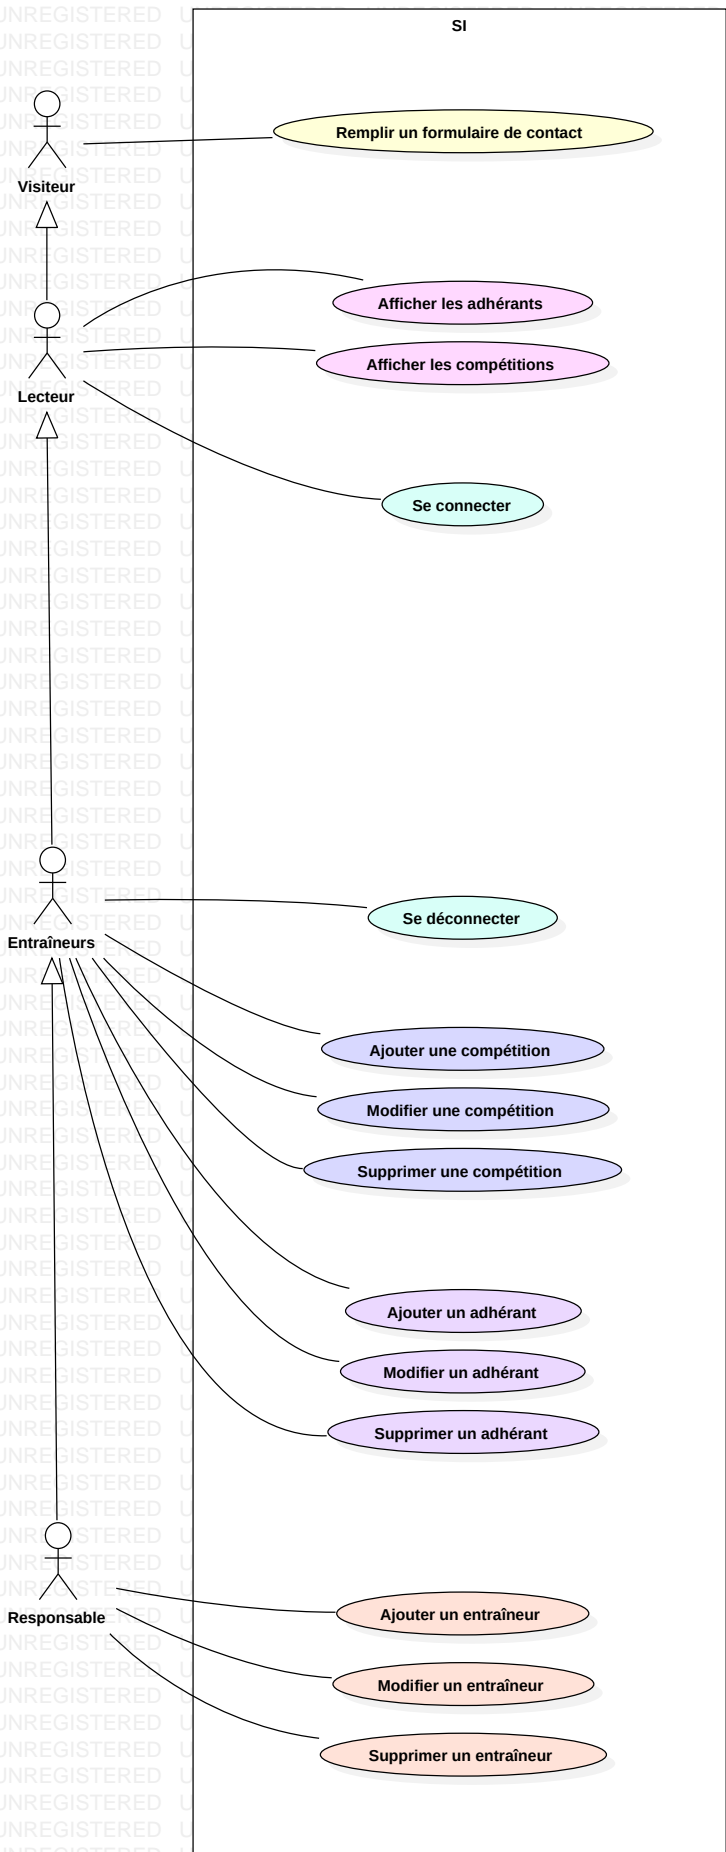 SI
Remplir un formulaire de contact
Visiteur
Afficher les adhérants
Afficher les compétitions
Lecteur
Se connecter
Se déconnecter
Entraîneurs
Ajouter une compétition
Modifier une compétition
Supprimer une compétition
Ajouter un adhérant
Modifier un adhérant
Supprimer un adhérant
Responsable
Ajouter un entraîneur
Modifier un entraîneur
Supprimer un entraîneur
UNREGISTERED